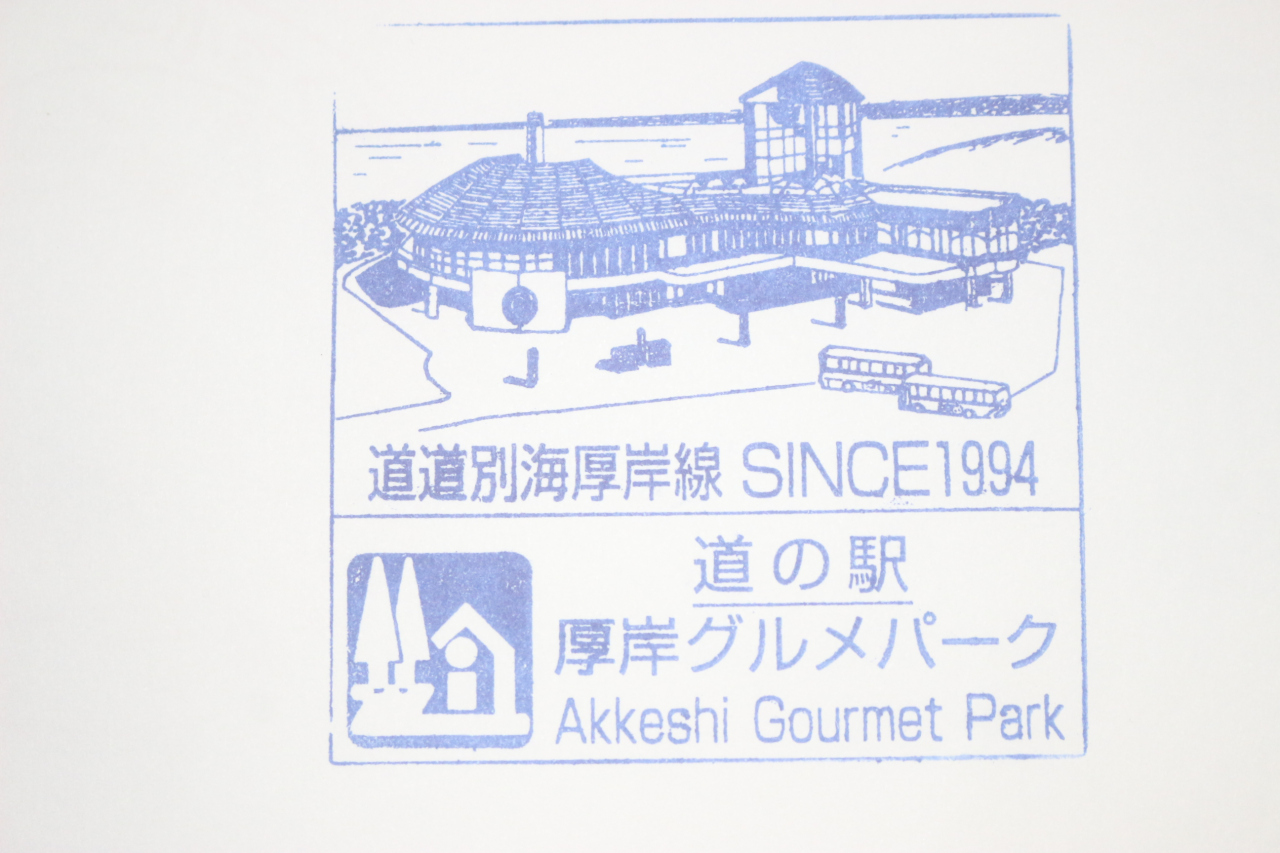 道道別海厚岸線 SINCE1994
道の駅
厚岸グルメパーク
Akkeshi Gourmet Park